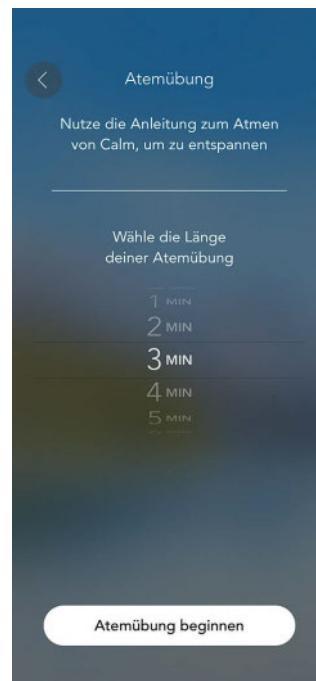 Atemübung
Nutze die Anleitung zum Atmen
von Calm, um zu entspannen
Wähle die Länge
deiner Atemübung
1 MIN
2 MIN
3 MIN
4 MIN
5 MIN
Atemübung beginnen